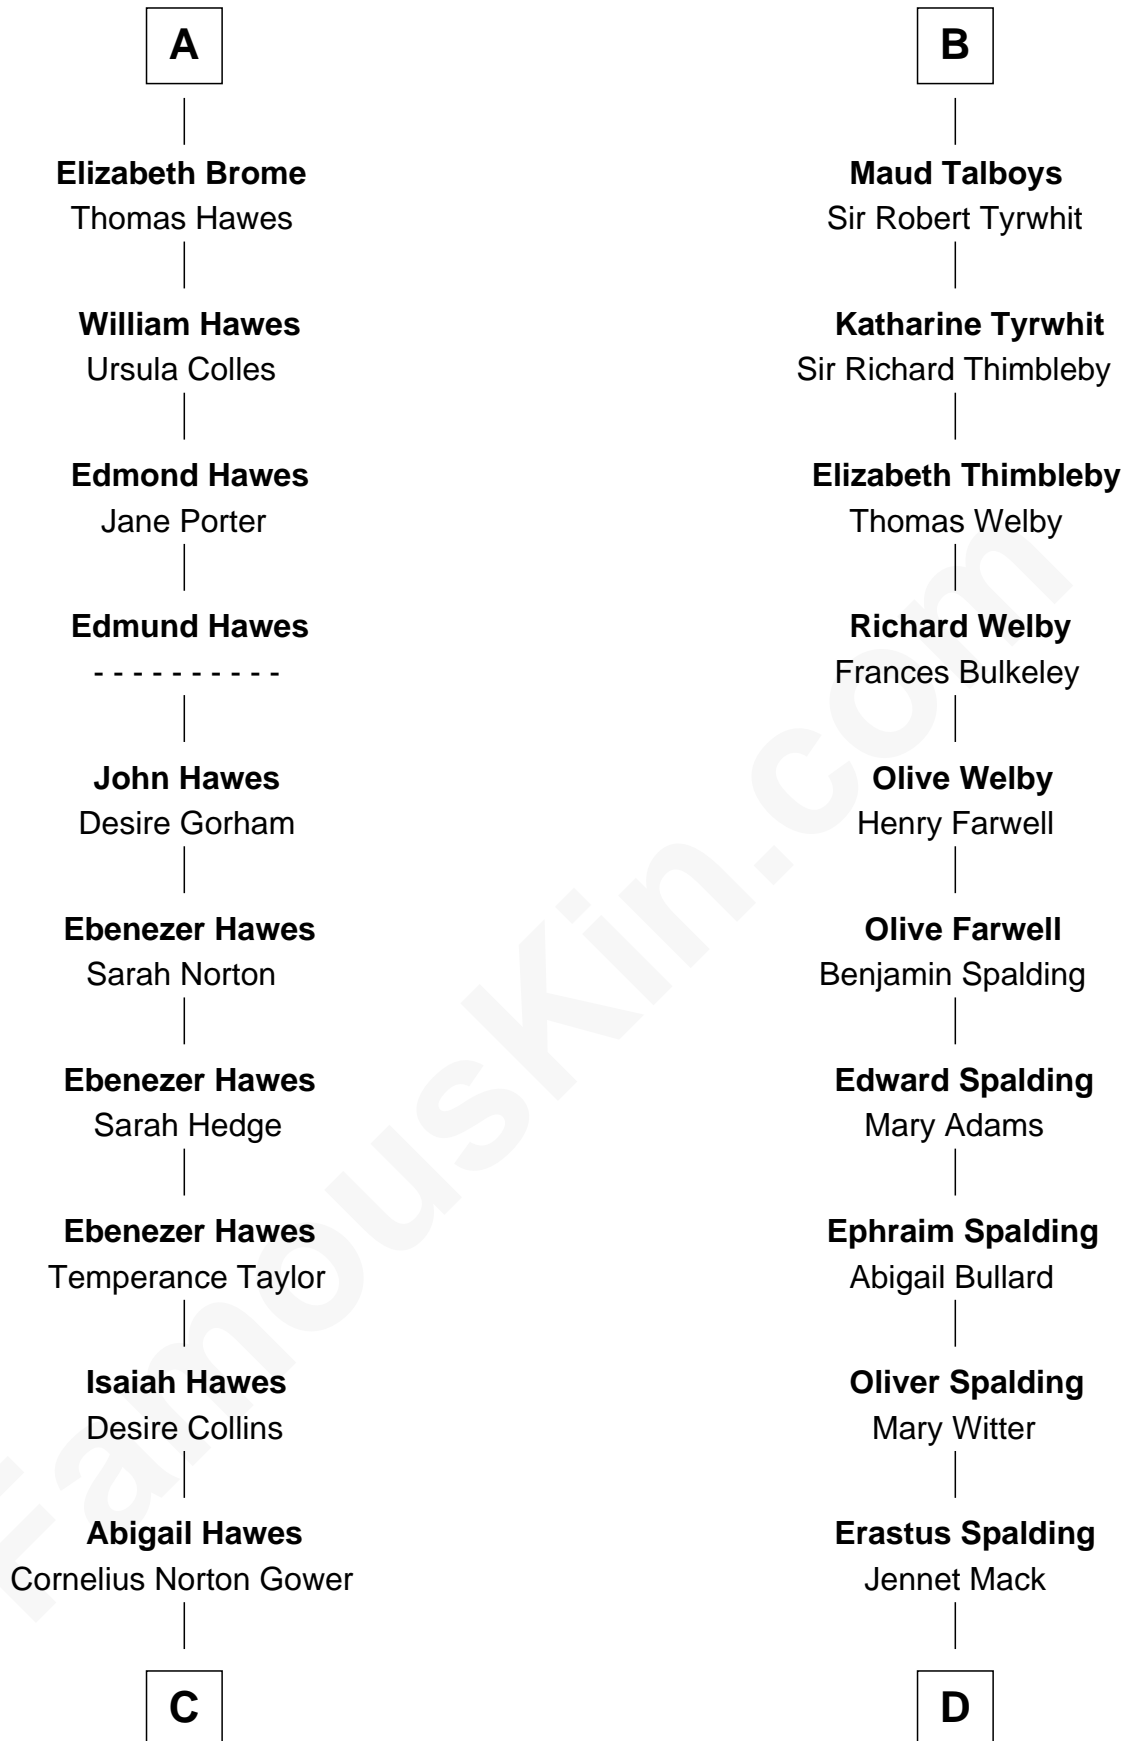 A
Elizabeth Brome
Thomas Hawes
William Hawes
Ursula Colles
Edmond Hawes
Jane Porter
Edmund Hawes
- - - - - - - - - -
John Hawes
Desire Gorham
Ebenezer Hawes
Sarah Norton
Ebenezer Hawes
Sarah Hedge
Ebenezer Hawes
Temperance Taylor
Isaiah Hawes
Desire Collins
Abigail Hawes
Cornelius Norton Gower
C
B
Maud Talboys
Sir Robert Tyrwhit
Katharine Tyrwhit
Sir Richard Thimbleby
Elizabeth Thimbleby
Thomas Welby
Richard Welby
Frances Bulkeley
Olive Welby
Henry Farwell
Olive Farwell
Benjamin Spalding
Edward Spalding
Mary Adams
Ephraim Spalding
Abigail Bullard
Oliver Spalding
Mary Witter
Erastus Spalding
Jennet Mack
D
FamousKin.com